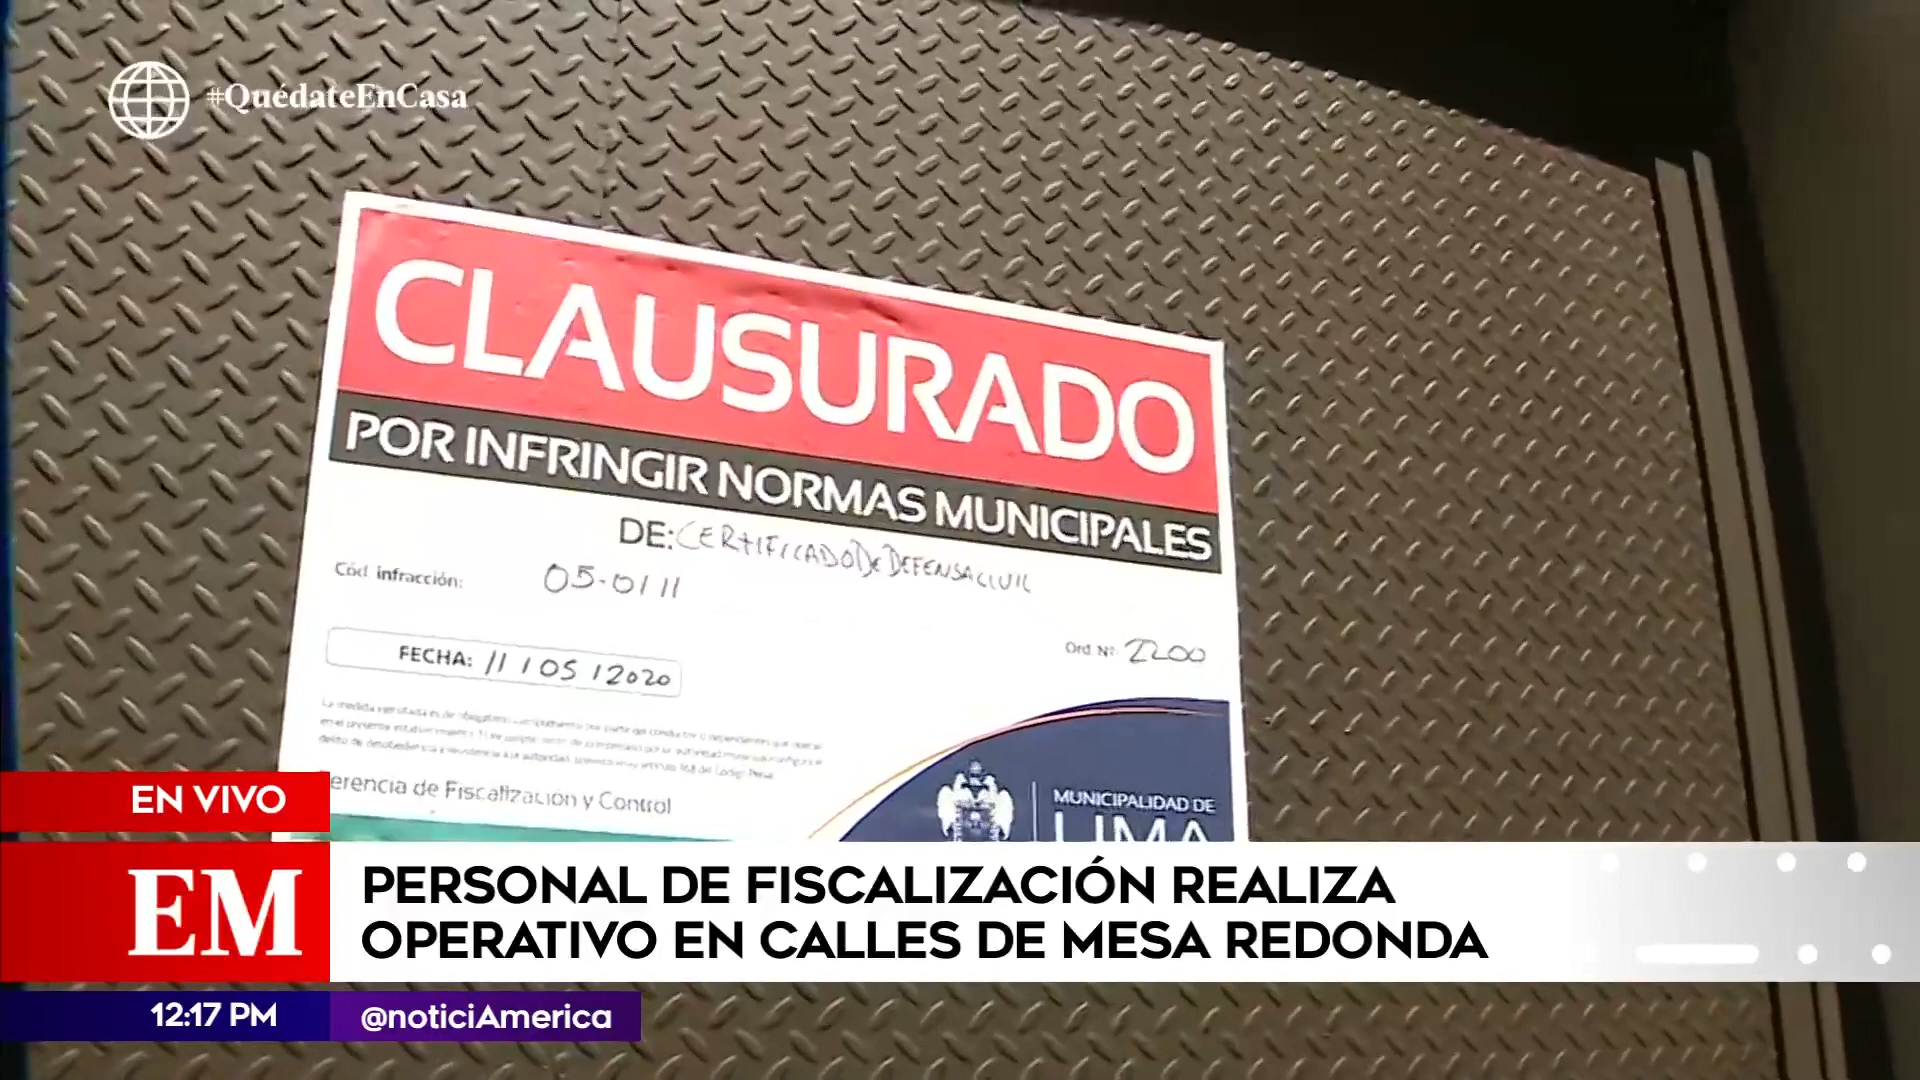 #QuédateEnCasa
CLAUSURADO
POR INFRINGIR NORMAS MUNICIPALES
DE: CERTIFICADO DE DEFENSA CIVIL
Cód. infracción: 05-0111
Ord. Nº: 2200
FECHA: 11/05/2020
erencia de Fiscalización y Control
MUNICIPALIDAD DE
LIMA
EN VIVO
EM
PERSONAL DE FISCALIZACIÓN REALIZA
OPERATIVO EN CALLES DE MESA REDONDA
12:17 PM
@noticiAmerica